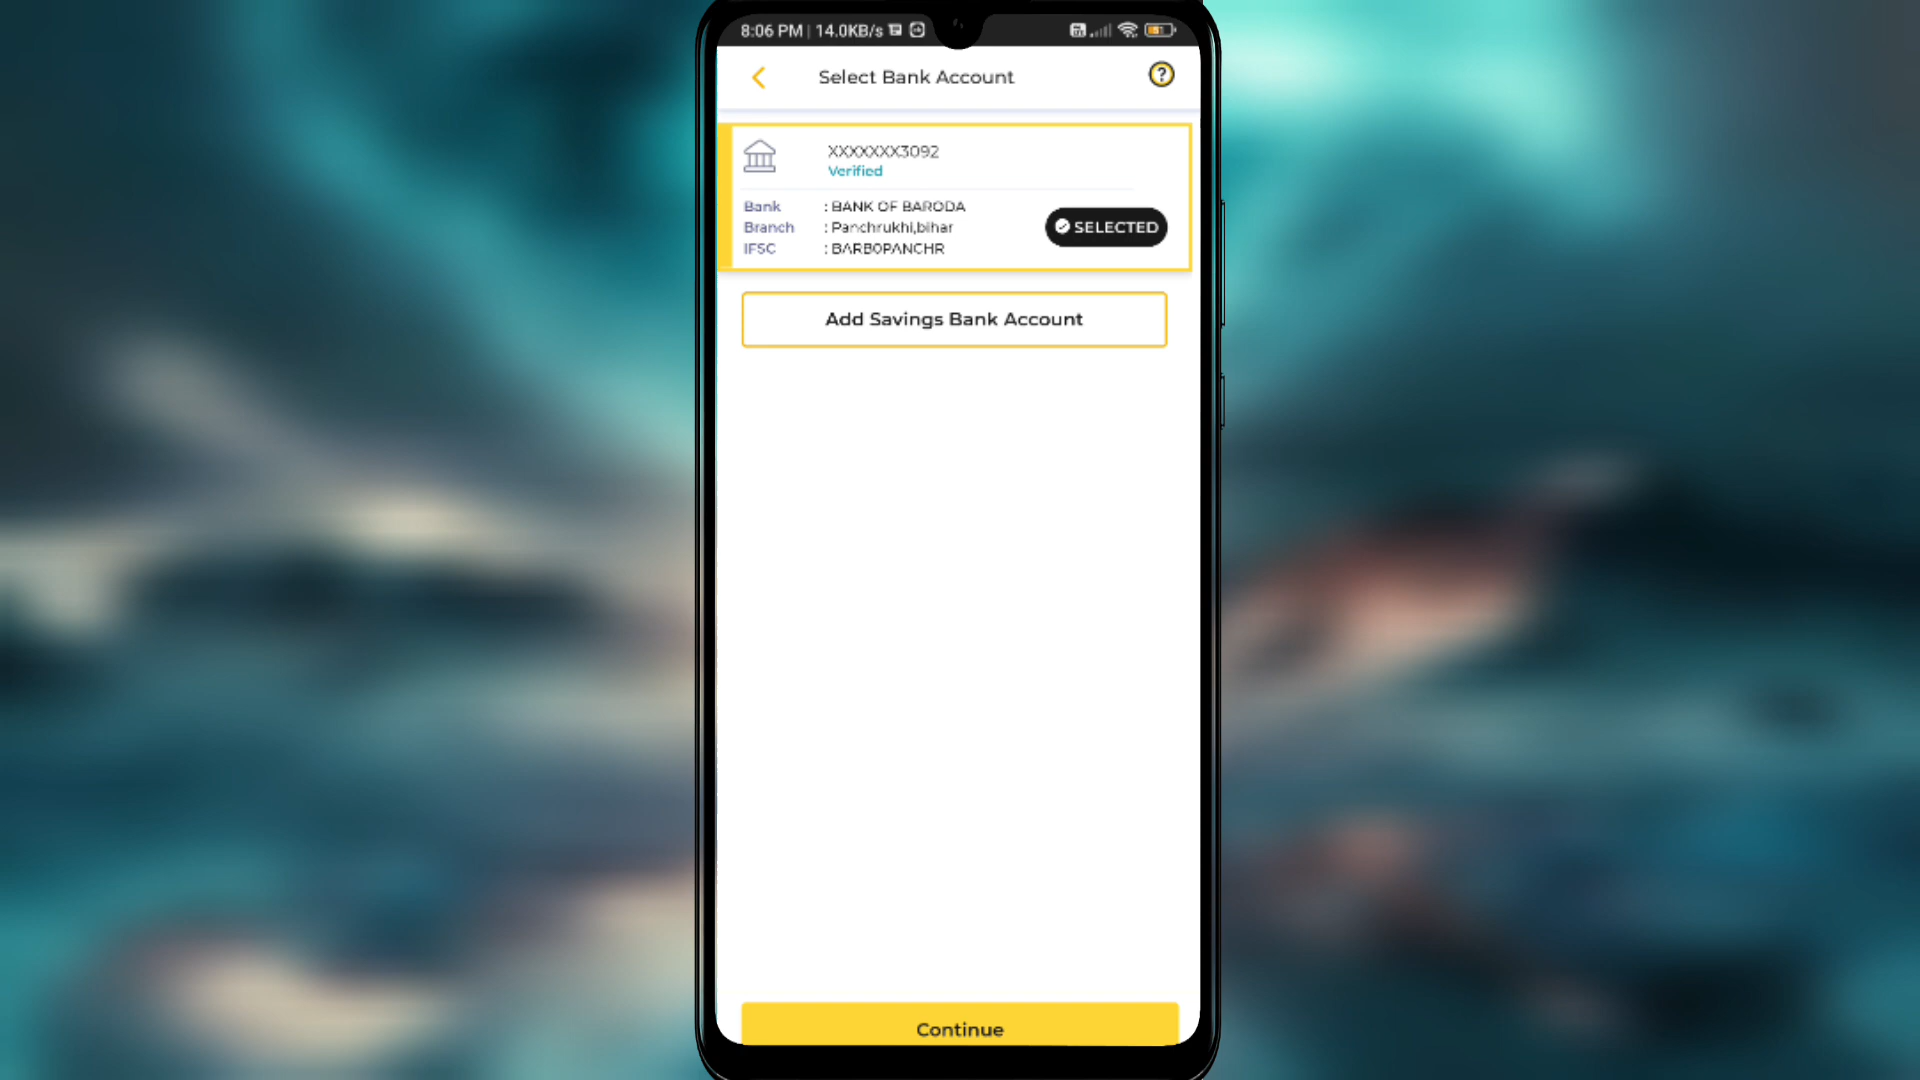 8:06 PM | 14.0KB/s
Select Bank Account
?
XXXXXXX3092
Verified
Bank : BANK OF BARODA
Branch : Panchrukhi,bihar
IFSC : BARB0PANCHR
SELECTED
Add Savings Bank Account
Continue